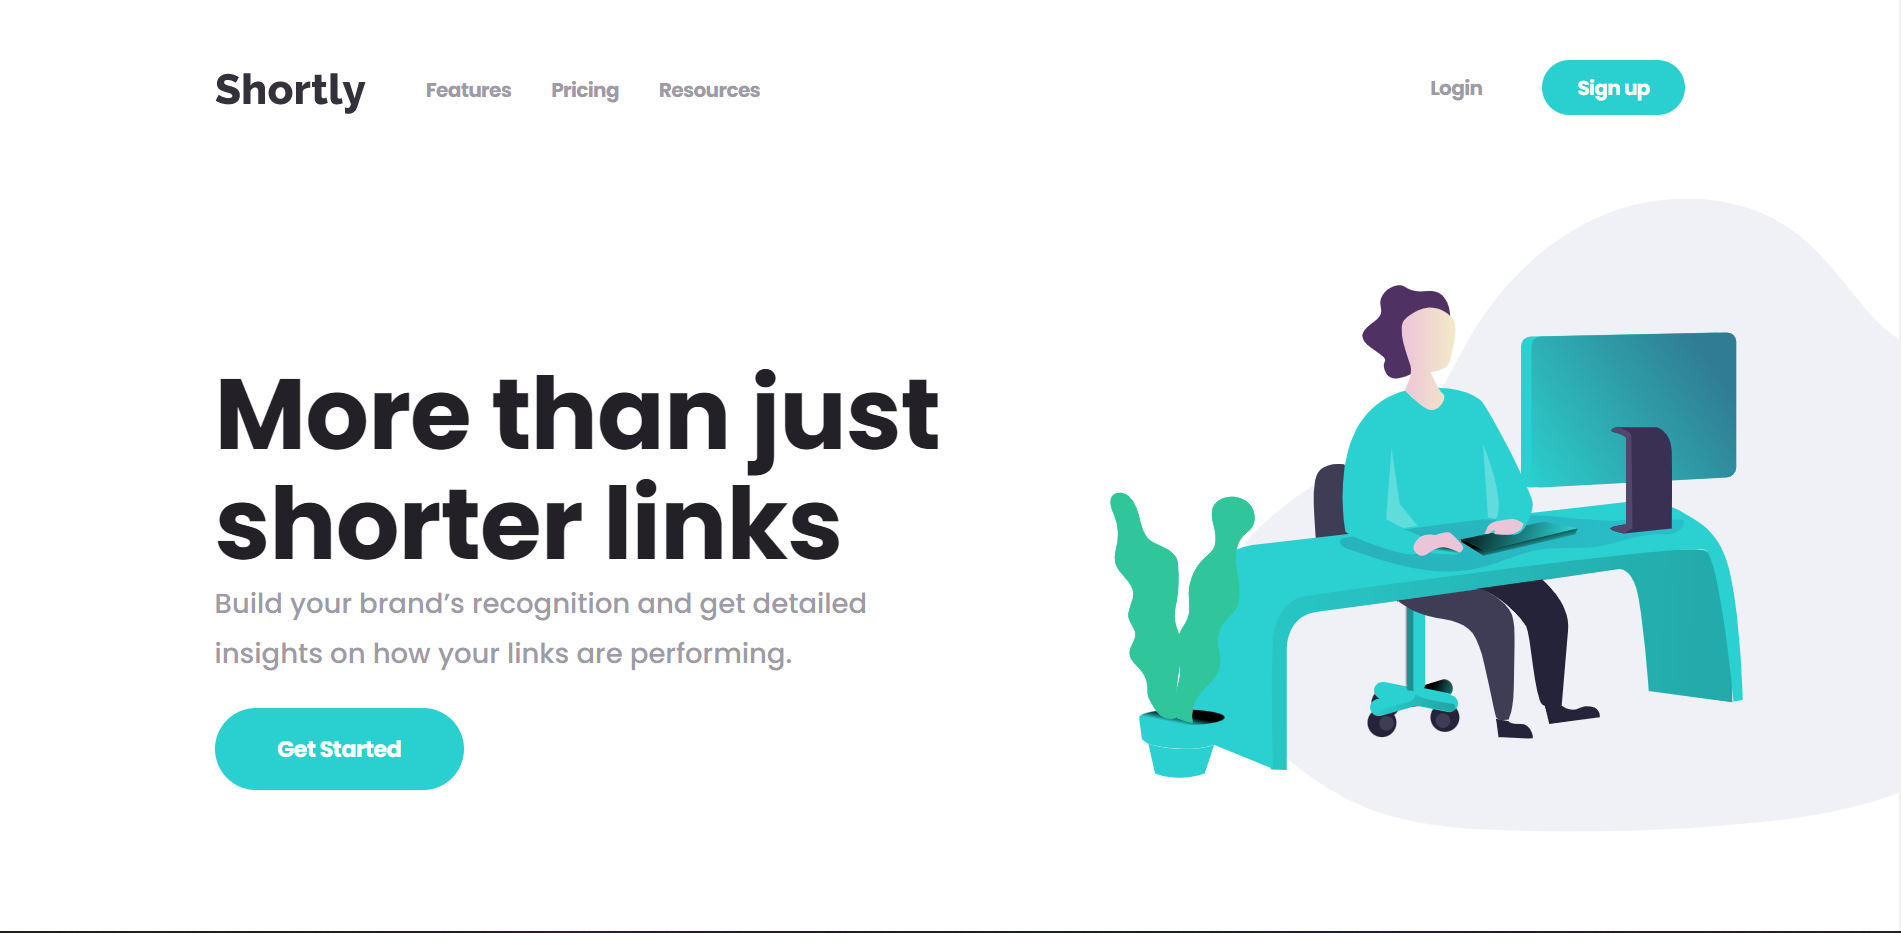 Shortly Features Pricing Resources Login Sign up
More than just
shorter links
Build your brand’s recognition and get detailed
insights on how your links are performing.
Get Started